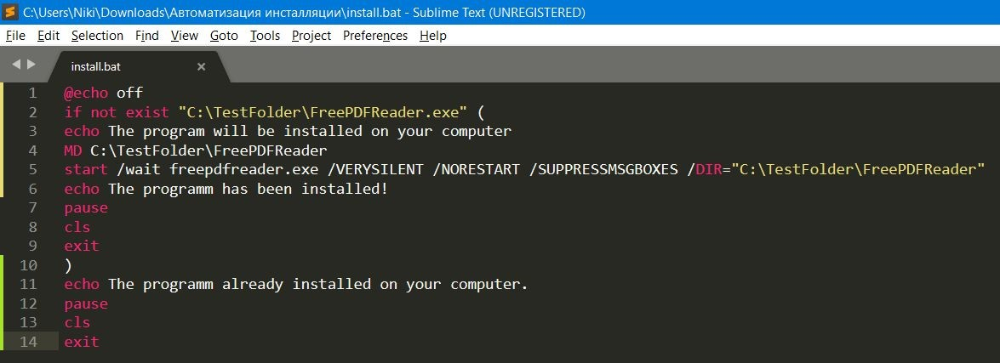 C:\Users\Niki\Downloads\Автоматизация инсталляции\install.bat - Sublime Text (UNREGISTERED)
File Edit Selection Find View Goto Tools Project Preferences Help
install.bat ×
1 @echo off
2 if not exist "C:\TestFolder\FreePDFReader.exe" (
3 echo The program will be installed on your computer
4 MD C:\TestFolder\FreePDFReader
5 start /wait freepdfreader.exe /VERYSILENT /NORESTART /SUPPRESSMSGBOXES /DIR="C:\TestFolder\FreePDFReader"
6 echo The programm has been installed!
7 pause
8 cls
9 exit
10 )
11 echo The programm already installed on your computer.
12 pause
13 cls
14 exit